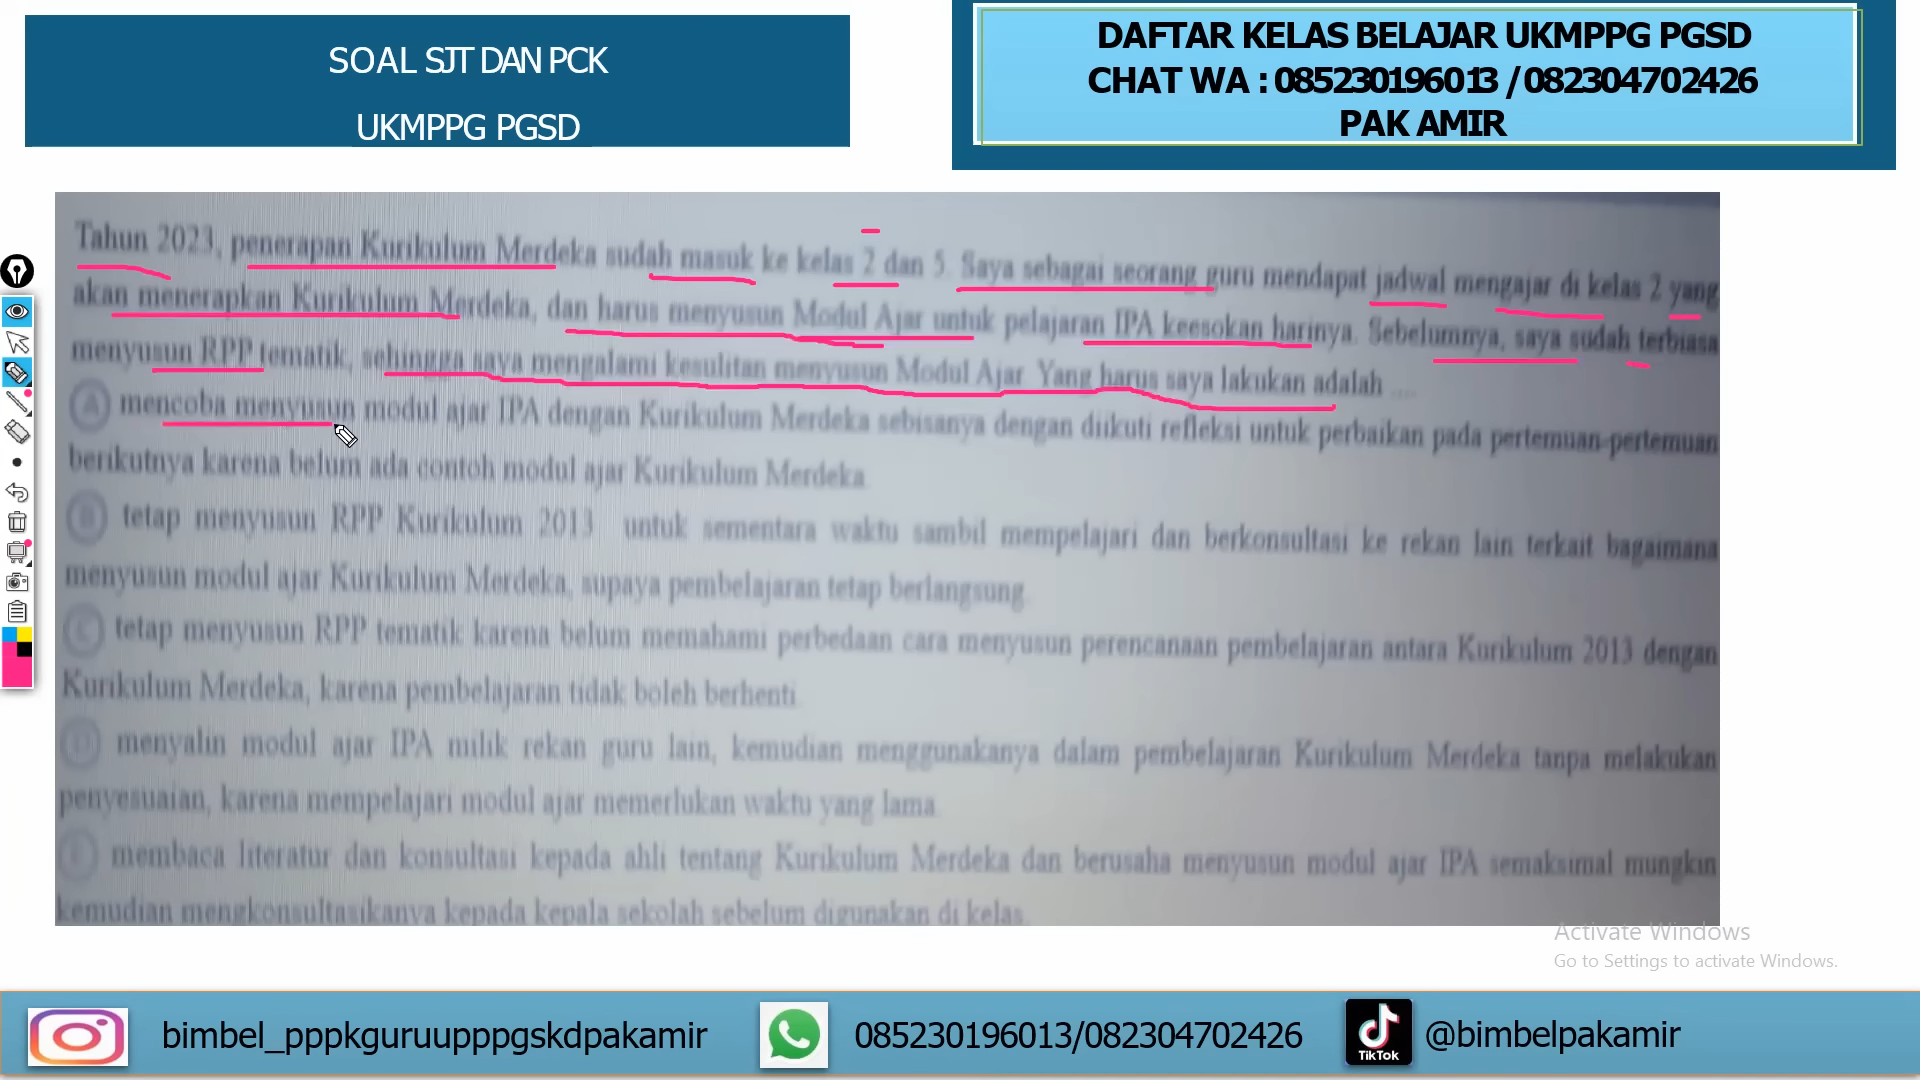 SOAL SJT DAN PCK
UKMPPG PGSD
DAFTAR KELAS BELAJAR UKMPPG PGSD
CHAT WA : 085230196013 / 082304702426
PAK AMIR
Tahun 2023, penerapan Kurikulum Merdeka sudah masuk ke kelas 2 dan 5. Saya sebagai seorang guru mendapat jadwal mengajar di kelas 2 yang
akan menerapkan Kurikulum Merdeka, dan harus menyusun Modul Ajar untuk pelajaran IPA keesokan harinya. Sebelumnya, saya sudah terbiasa
menyusun RPP tematik, sehingga saya mengalami kesulitan menyusun Modul Ajar. Yang harus saya lakukan adalah ....
A mencoba menyusun modul ajar IPA dengan Kurikulum Merdeka sebisanya dengan diikuti refleksi untuk perbaikan pada pertemuan-pertemuan
berikutnya karena belum ada contoh modul ajar Kurikulum Merdeka.
B tetap menyusun RPP Kurikulum 2013 untuk sementara waktu sambil mempelajari dan berkonsultasi ke rekan lain terkait bagaimana
menyusun modul ajar Kurikulum Merdeka, supaya pembelajaran tetap berlangsung.
C tetap menyusun RPP tematik karena belum memahami perbedaan cara menyusun perencanaan pembelajaran antara Kurikulum 2013 dengan
Kurikulum Merdeka, karena pembelajaran tidak boleh berhenti.
D menyalin modul ajar IPA milik rekan guru lain, kemudian menggunakanya dalam pembelajaran Kurikulum Merdeka tanpa melakukan
penyesuaian, karena mempelajari modul ajar memerlukan waktu yang lama.
E membaca literatur dan konsultasi kepada ahli tentang Kurikulum Merdeka dan berusaha menyusun modul ajar IPA semaksimal mungkin
kemudian mengkonsultasikanya kepada kepala sekolah sebelum digunakan di kelas.
Activate Windows
Go to Settings to activate Windows.
bimbel_pppkguruupppgskdpakamir
085230196013/082304702426
TikTok
@bimbelpakamir